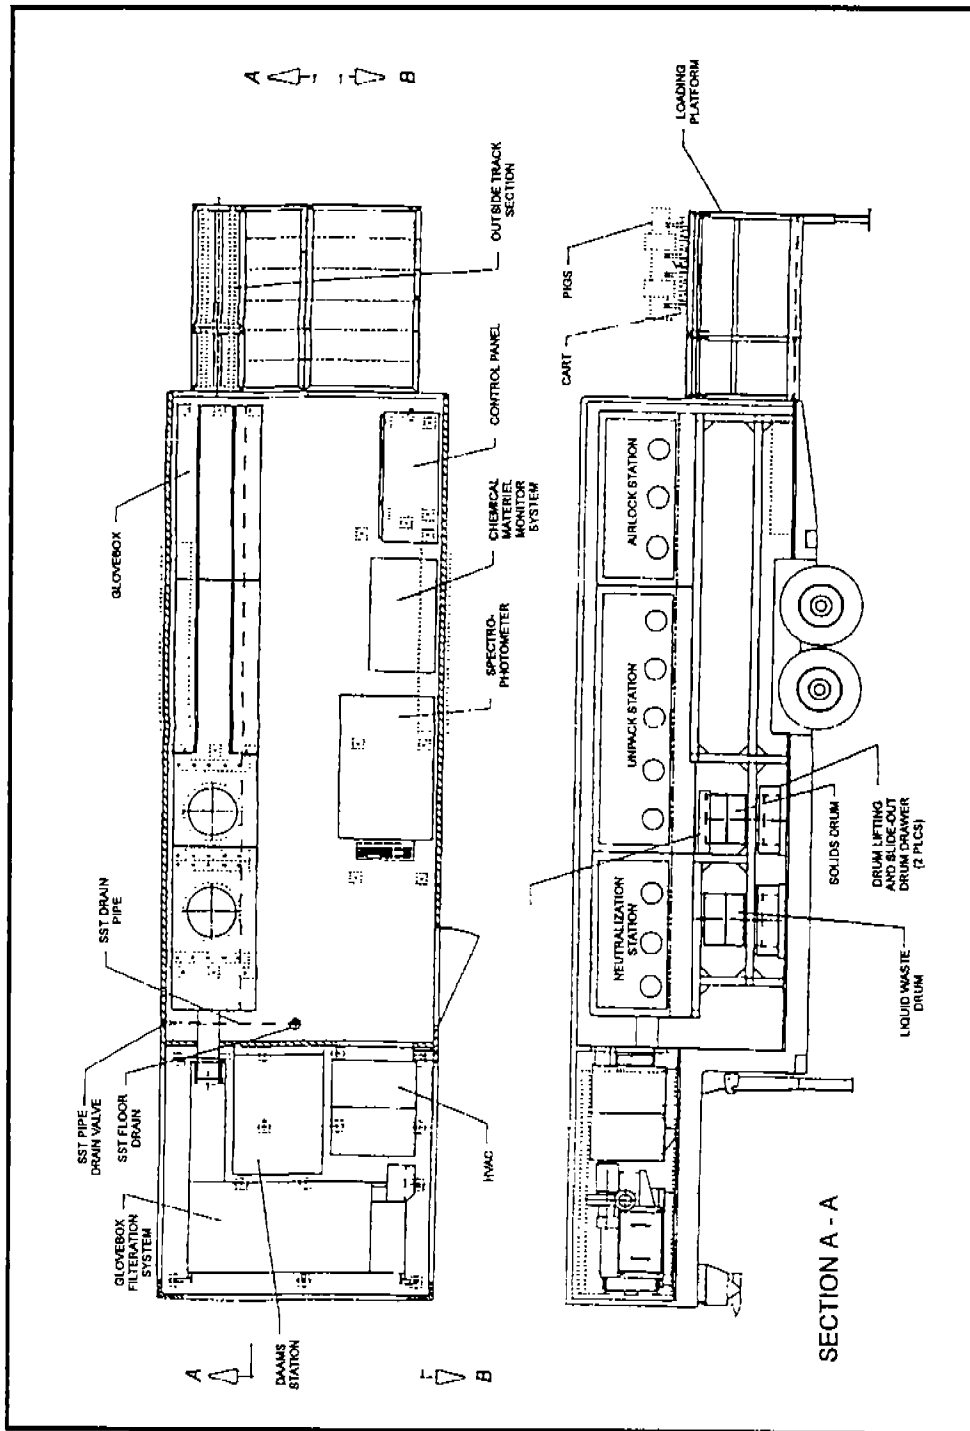 A
B
GLOVEBOX
FILTERATION
SYSTEM
DAAMS
STATION
SST PIPE
DRAIN VALVE
SST FLOOR
DRAIN
SST DRAIN
PIPE
GLOVEBOX
HVAC
SPECTRO-
PHOTOMETER
CHEMICAL
MATERIEL
MONITOR
SYSTEM
CONTROL PANEL
OUTSIDE TRACK
SECTION
A
B
SECTION A - A
NEUTRALIZATION
STATION
UNPACK STATION
AIRLOCK STATION
LIQUID WASTE
DRUM
SOLIDS DRUM
DRUM LIFTING
AND SLIDE-OUT
DRUM DRAWER
(2 PLCS)
CART
PIGS
LOADING
PLATFORM